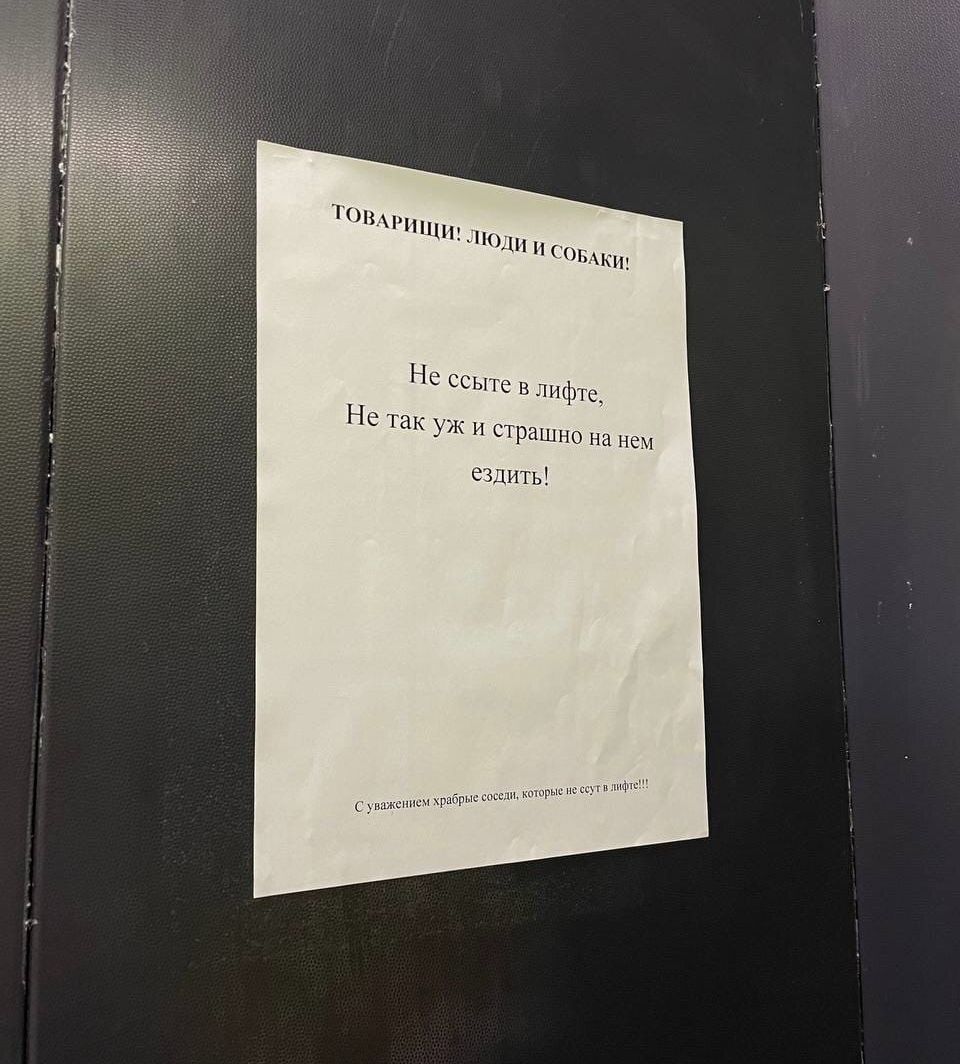 ТОВАРИЩИ! ЛЮДИ И СОБАКИ!
Не ссыте в лифте,
Не так уж и страшно на нем
ездить!
С уважением храбрые соседи, которые не ссут в лифте!!!